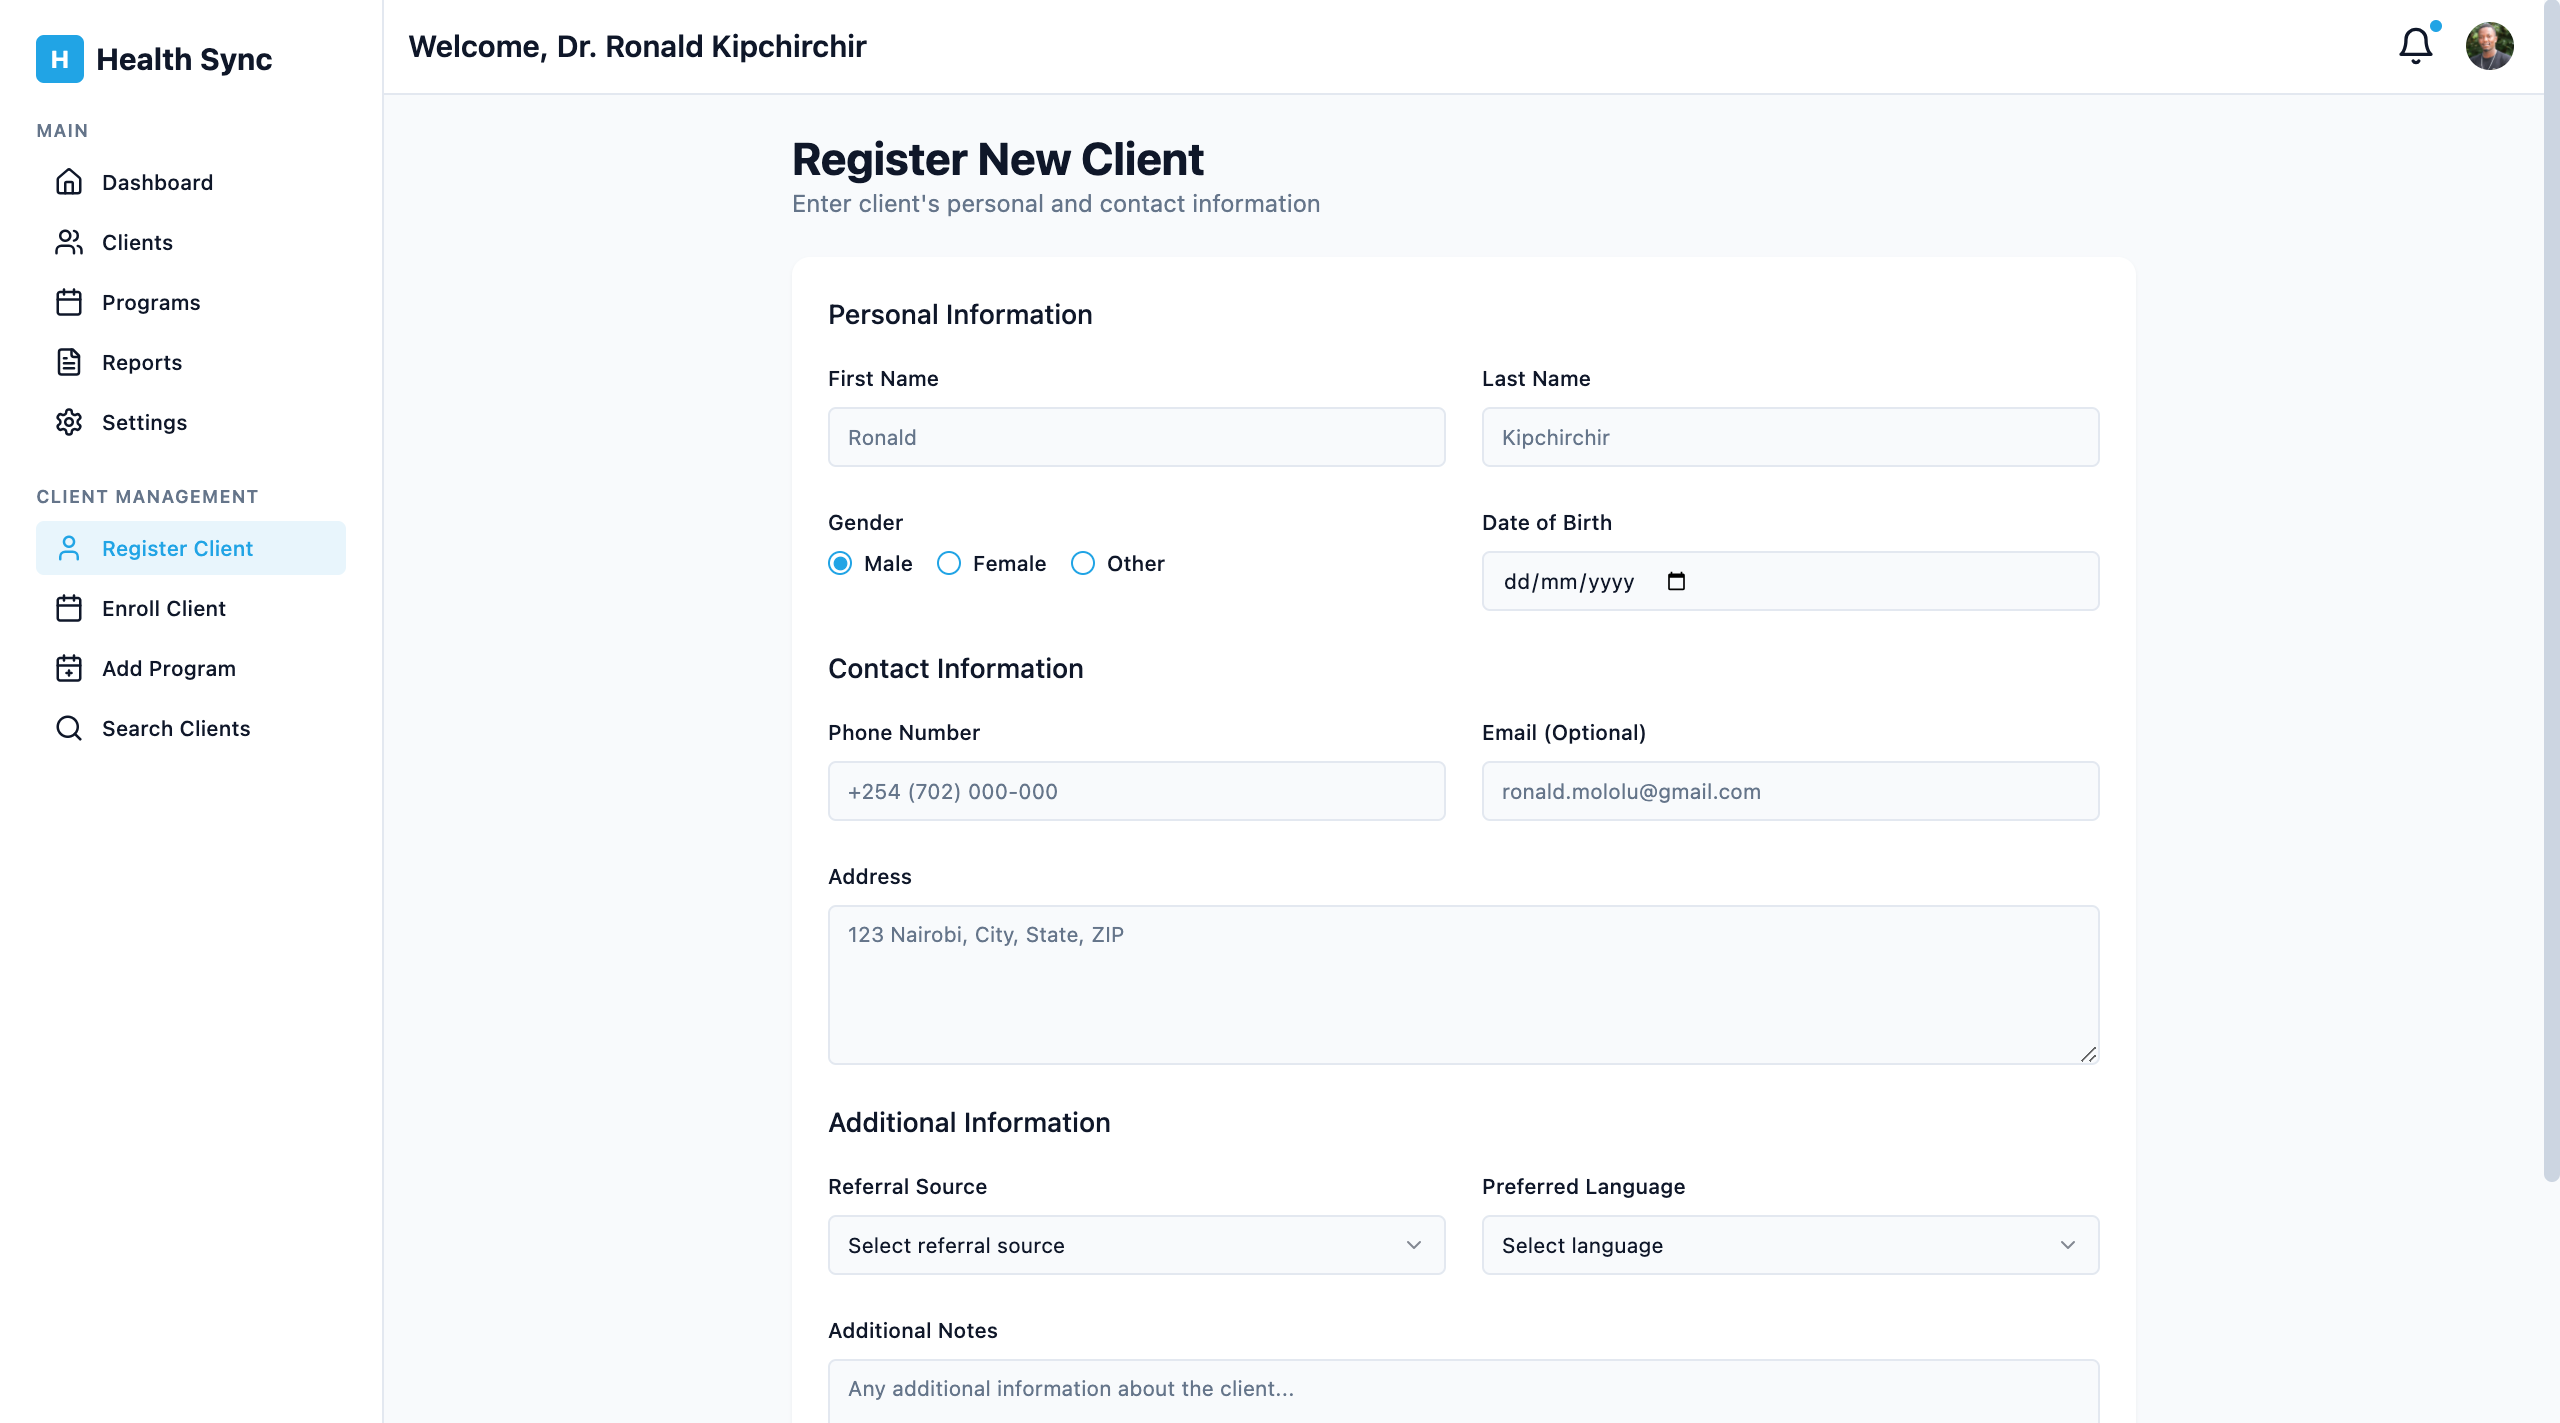 H Health Sync
MAIN
Dashboard
Clients
Programs
Reports
Settings
CLIENT MANAGEMENT
Register Client
Enroll Client
Add Program
Search Clients
Welcome, Dr. Ronald Kipchirchir
Register New Client
Enter client's personal and contact information
Personal Information
First Name
Ronald
Last Name
Kipchirchir
Gender
Male Female Other
Date of Birth
dd/mm/yyyy
Contact Information
Phone Number
+254 (702) 000-000
Email (Optional)
ronald.mololu@gmail.com
Address
123 Nairobi, City, State, ZIP
Additional Information
Referral Source
Select referral source
Preferred Language
Select language
Additional Notes
Any additional information about the client...